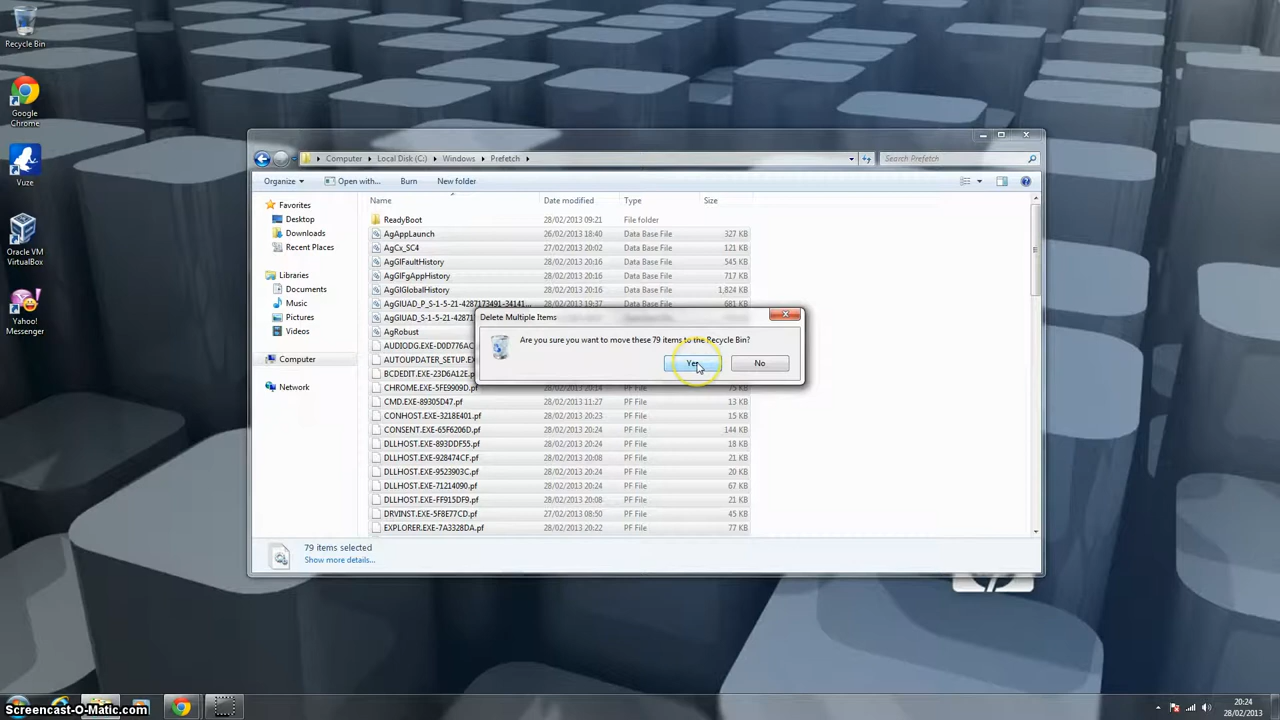 Recycle Bin
Google
Chrome
Vuze
Oracle VM
VirtualBox
Yahoo!
Messenger
Computer Local Disk (C:) Windows Prefetch
Search Prefetch
Organize Open with... Burn New folder
Favorites
Desktop
Downloads
Recent Places
Libraries
Documents
Music
Pictures
Videos
Computer
Network
Name Date modified Type Size
ReadyBoot 28/02/2013 09:21 File folder
AgAppLaunch 26/02/2013 18:40 Data Base File 327 KB
AgCx_SC4 27/02/2013 20:02 Data Base File 121 KB
AgGlFaultHistory 28/02/2013 20:16 Data Base File 545 KB
AgGlFgAppHistory 28/02/2013 20:16 Data Base File 717 KB
AgGlGlobalHistory 28/02/2013 20:16 Data Base File 1,824 KB
AgGlUAD_P_S-1-5-21-4287173491-34141... 28/02/2013 19:37 Data Base File 681 KB
AgGlUAD_S-1-5-21-4287173491-
AgRobust
AUDIODG.EXE-D0D776AC
AUTOUPDATER_SETUP.EX
BCDEDIT.EXE-23D6A12E.p
CHROME.EXE-5FE9909D.pf 28/02/2013 20:24 PF File 75 KB
CMD.EXE-89305D47.pf 28/02/2013 11:27 PF File 13 KB
CONHOST.EXE-3218E401.pf 28/02/2013 20:23 PF File 15 KB
CONSENT.EXE-65F6206D.pf 28/02/2013 20:24 PF File 144 KB
DLLHOST.EXE-893DDF55.pf 28/02/2013 20:24 PF File 18 KB
DLLHOST.EXE-928474CF.pf 28/02/2013 20:08 PF File 21 KB
DLLHOST.EXE-9523903C.pf 28/02/2013 20:24 PF File 20 KB
DLLHOST.EXE-71214090.pf 28/02/2013 20:24 PF File 67 KB
DLLHOST.EXE-FF915DF9.pf 28/02/2013 20:08 PF File 21 KB
DRVINST.EXE-5F8E77CD.pf 27/02/2013 08:50 PF File 45 KB
EXPLORER.EXE-7A3328DA.pf 28/02/2013 20:22 PF File 77 KB
Delete Multiple Items
Are you sure you want to move these 79 items to the Recycle Bin?
Yes No
79 items selected
Show more details...
hp
Screencast-O-Matic.com
20:24
28/02/2013